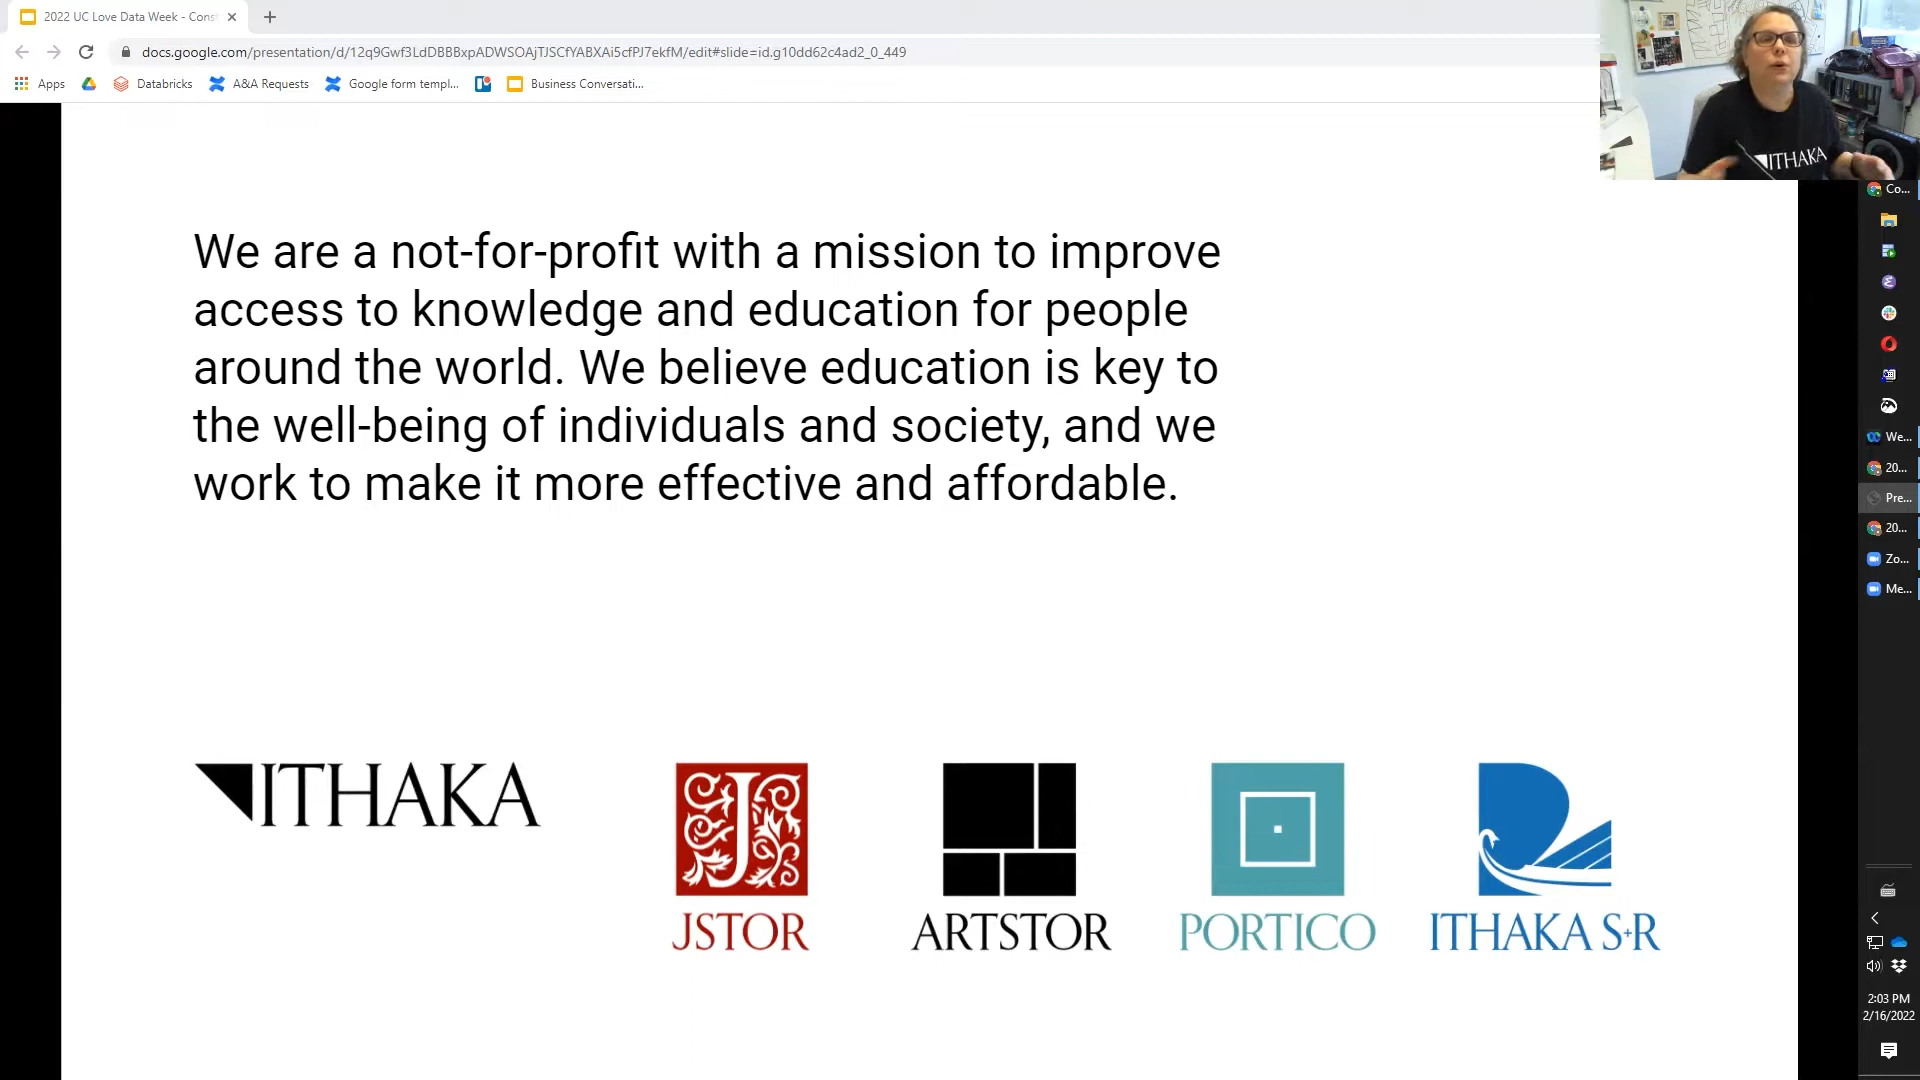 2022 UC Love Data Week - Const
docs.google.com/presentation/d/12q9Gwf3LdDBBBxpADWSOAjTJSCfYABXAi5cfPJ7ekfM/edit#slide=id.g10dd62c4ad2_0_449
Apps
Databricks
A&A Requests
Google form templ...
Business Conversati...
ITHAKA
We are a not-for-profit with a mission to improve
access to knowledge and education for people
around the world. We believe education is key to
the well-being of individuals and society, and we
work to make it more effective and affordable.
ITHAKA
JSTOR
ARTSTOR
PORTICO
ITHAKA S+R
Co...
We...
20...
Pre...
20...
Zo...
Me...
2:03 PM
2/16/2022